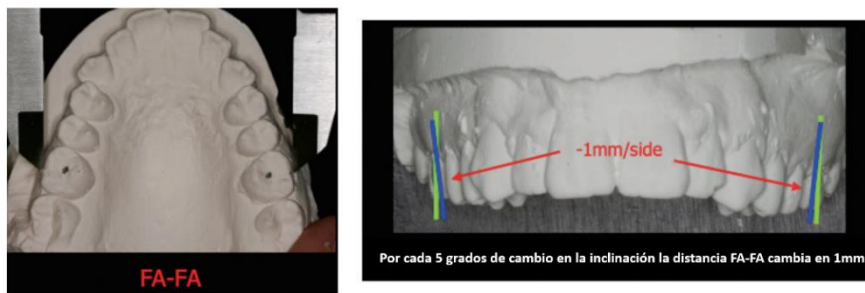 FA-FA
-1mm/side
Por cada 5 grados de cambio en la inclinación la distancia FA-FA cambia en 1mm